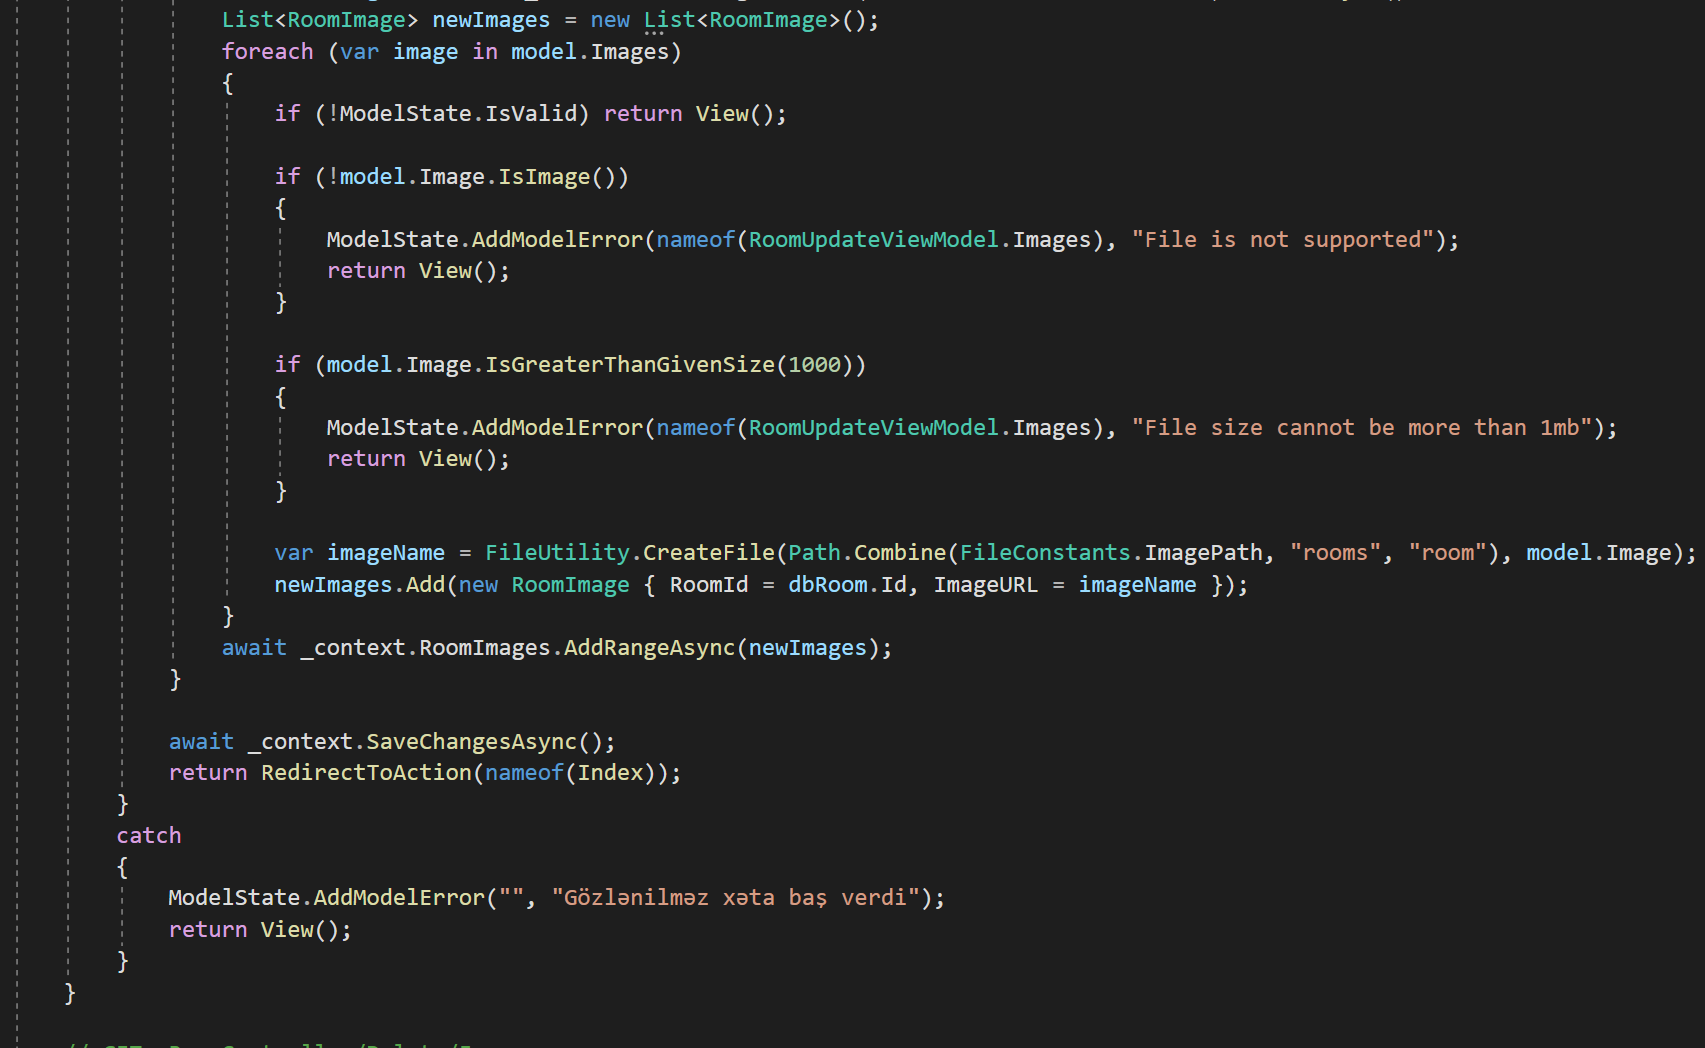 List<RoomImage> newImages = new List<RoomImage>();
foreach (var image in model.Images)
{
if (!ModelState.IsValid) return View();
if (!model.Image.IsImage())
{
ModelState.AddModelError(nameof(RoomUpdateViewModel.Images), "File is not supported");
return View();
}
if (model.Image.IsGreaterThanGivenSize(1000))
{
ModelState.AddModelError(nameof(RoomUpdateViewModel.Images), "File size cannot be more than 1mb");
return View();
}
var imageName = FileUtility.CreateFile(Path.Combine(FileConstants.ImagePath, "rooms", "room"), model.Image);
newImages.Add(new RoomImage { RoomId = dbRoom.Id, ImageURL = imageName });
}
await _context.RoomImages.AddRangeAsync(newImages);
}
await _context.SaveChangesAsync();
return RedirectToAction(nameof(Index));
}
catch
{
ModelState.AddModelError("", "Gözlənilməz xəta baş verdi");
return View();
}
}